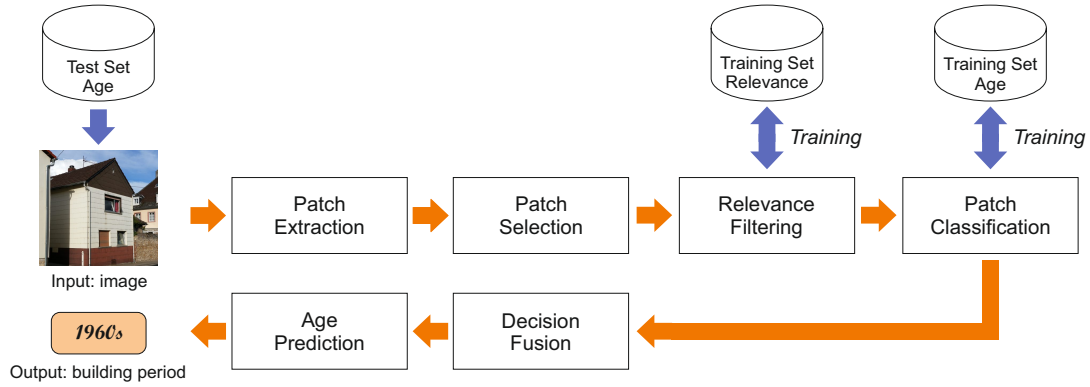 Test Set
Age
Training Set
Relevance
Training Set
Age
Training
Training
Patch
Extraction
Patch
Selection
Relevance
Filtering
Patch
Classification
Input: image
1960s
Age
Prediction
Decision
Fusion
Output: building period